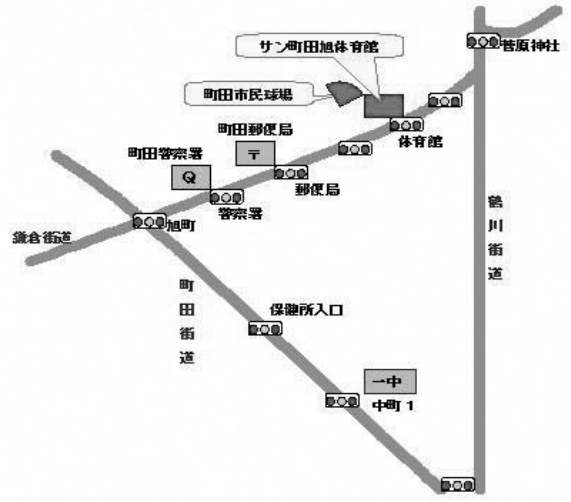 サン町田旭体育館
菅原神社
町田市民球場
町田郵便局
体育館
町田警察署
〒
Q
郵便局
警察署
旭町
鎌倉街道
鶴川街道
町田街道
保健所入口
一中
中町1